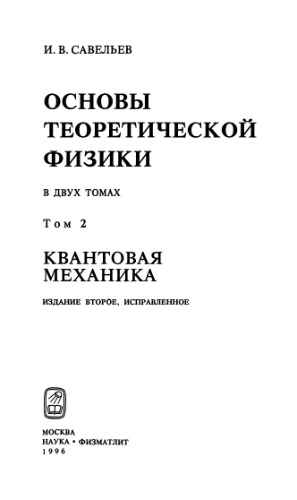 И. В. САВЕЛЬЕВ
ОСНОВЫ
ТЕОРЕТИЧЕСКОЙ
ФИЗИКИ
В ДВУХ ТОМАХ
Том 2
КВАНТОВАЯ
МЕХАНИКА
ИЗДАНИЕ ВТОРОЕ, ИСПРАВЛЕННОЕ
МОСКВА
НАУКА • ФИЗМАТЛИТ
1996